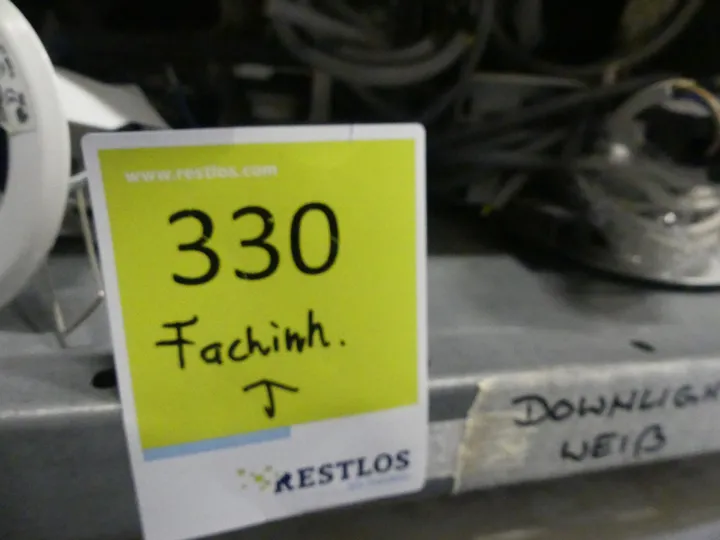 www.restlos.com
330
Fachinh.
RESTLOS
DOWNLIGH
WEIß